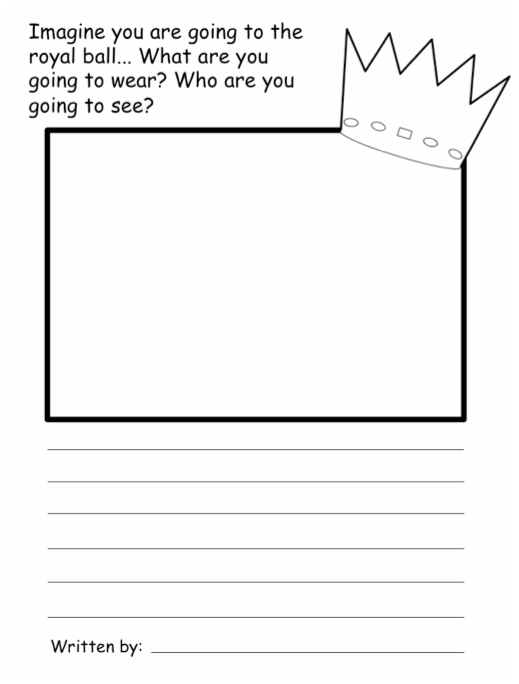 Imagine you are going to the
royal ball... What are you
going to wear? Who are you
going to see?
Written by: